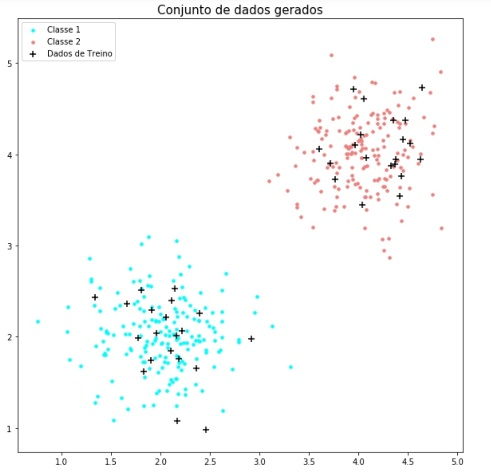 Conjunto de dados gerados
Classe 1
Classe 2
Dados de Treino
5
4
3
2
1
1.0 1.5 2.0 2.5 3.0 3.5 4.0 4.5 5.0